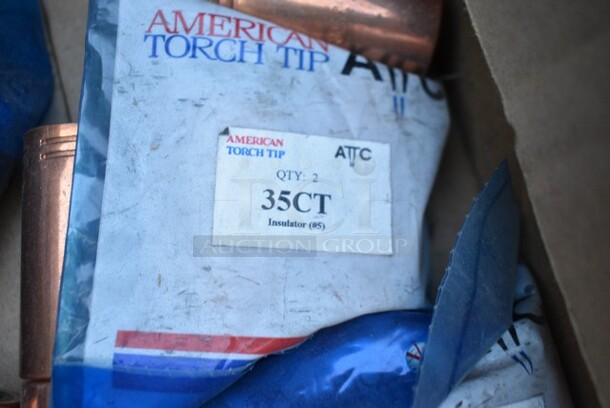 AMERICAN
TORCH TIP ATTC
AMERICAN
TORCH TIP ATTC
QTY: 2
35CT
Insulator (#5)
AUCTION GROUP